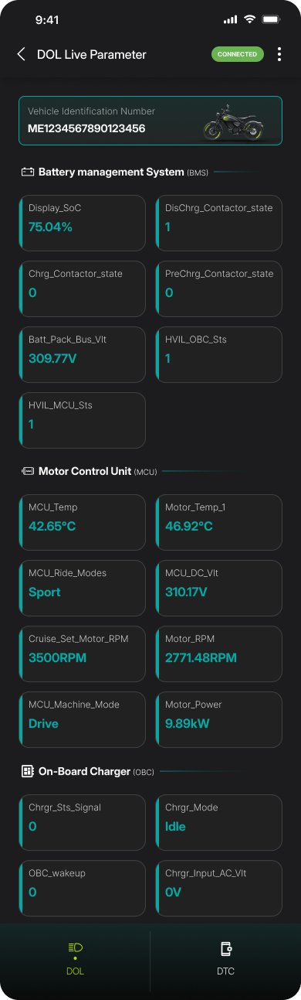 9:41
DOL Live Parameter
CONNECTED
Vehicle Identification Number
ME1234567890123456
Battery management System (BMS)
Display_SoC
75.04%
DisChrg_Contactor_state
1
Chrg_Contactor_state
0
PreChrg_Contactor_state
0
Batt_Pack_Bus_Vlt
309.77V
HVIL_OBC_Sts
1
HVIL_MCU_Sts
1
Motor Control Unit (MCU)
MCU_Temp
42.65°C
Motor_Temp_1
46.92°C
MCU_Ride_Modes
Sport
MCU_DC_Vlt
310.17V
Cruise_Set_Motor_RPM
3500RPM
Motor_RPM
2771.48RPM
MCU_Machine_Mode
Drive
Motor_Power
9.89kW
On-Board Charger (OBC)
Chrgr_Sts_Signal
0
Chrgr_Mode
Idle
OBC_wakeup
0
Chrgr_Input_AC_Vlt
0V
DOL
DTC